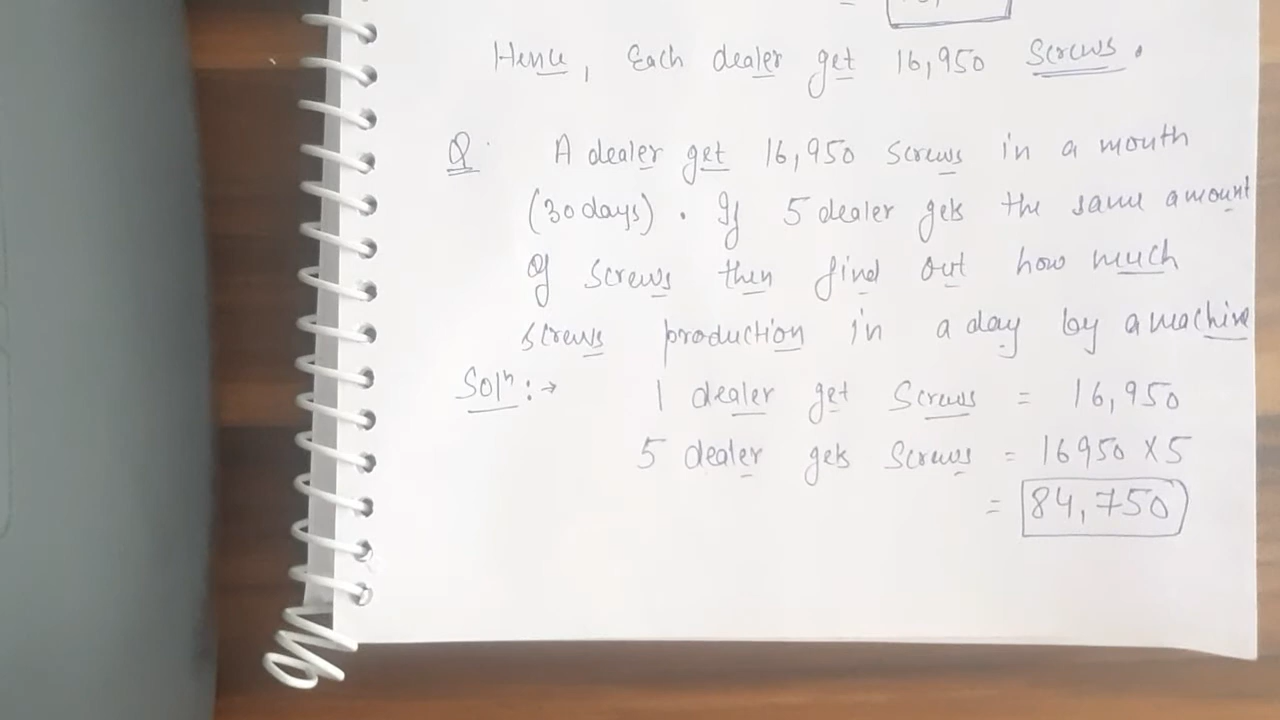 Hence, Each dealer get 16,950 Screws.
Q. A dealer get 16,950 screws in a mouth
(30 days). If 5 dealer gets the same amount
of screws then find out how much
screws production in a day by a machine
Solⁿ :→ 1 dealer get Screws = 16,950
5 dealer gets Screws = 16950 X 5
= 84,750